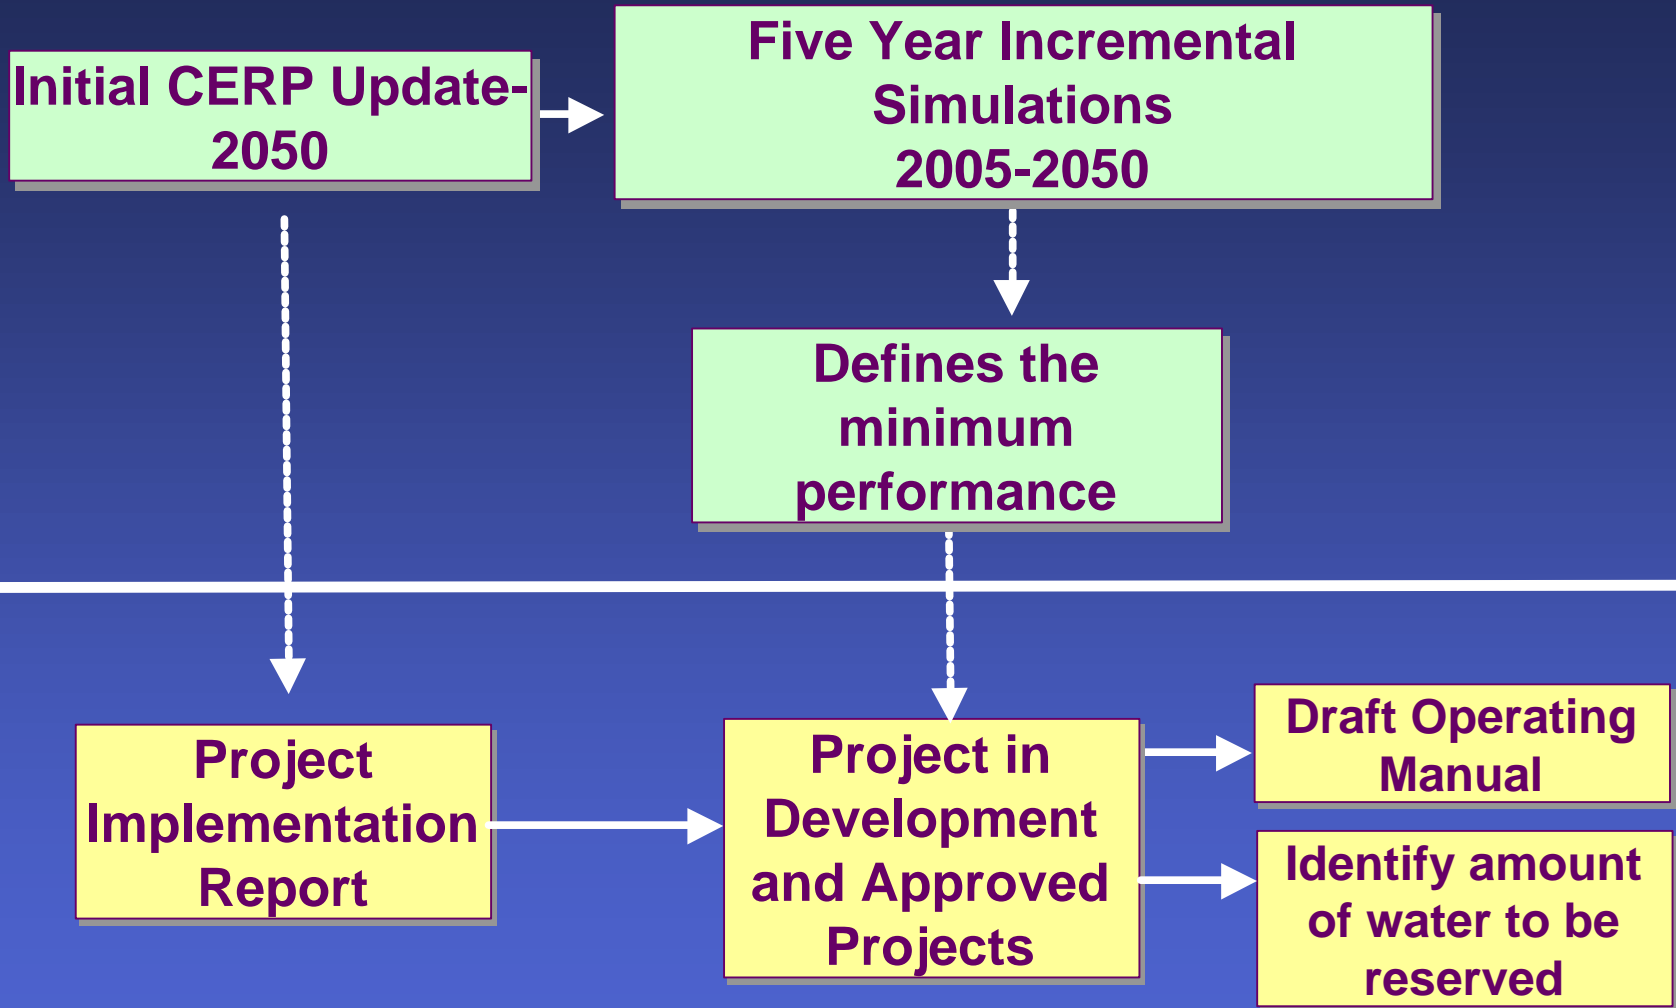 Initial CERP Update-
2050
Five Year Incremental
Simulations
2005-2050
Defines the
minimum
performance
Project
Implementation
Report
Project in
Development
and Approved
Projects
Draft Operating
Manual
Identify amount
of water to be
reserved